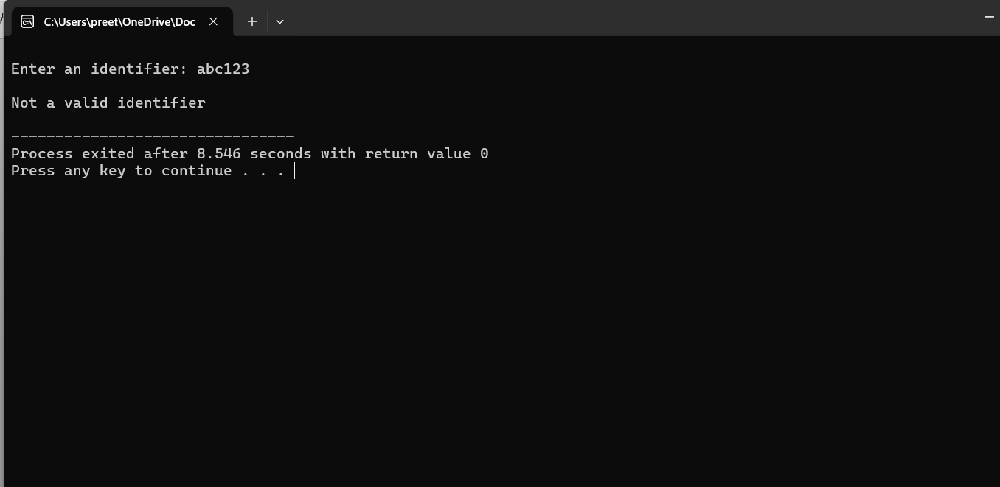 C:\Users\preet\OneDrive\Doc
Enter an identifier: abc123
Not a valid identifier
--------------------------------
Process exited after 8.546 seconds with return value 0
Press any key to continue . . .